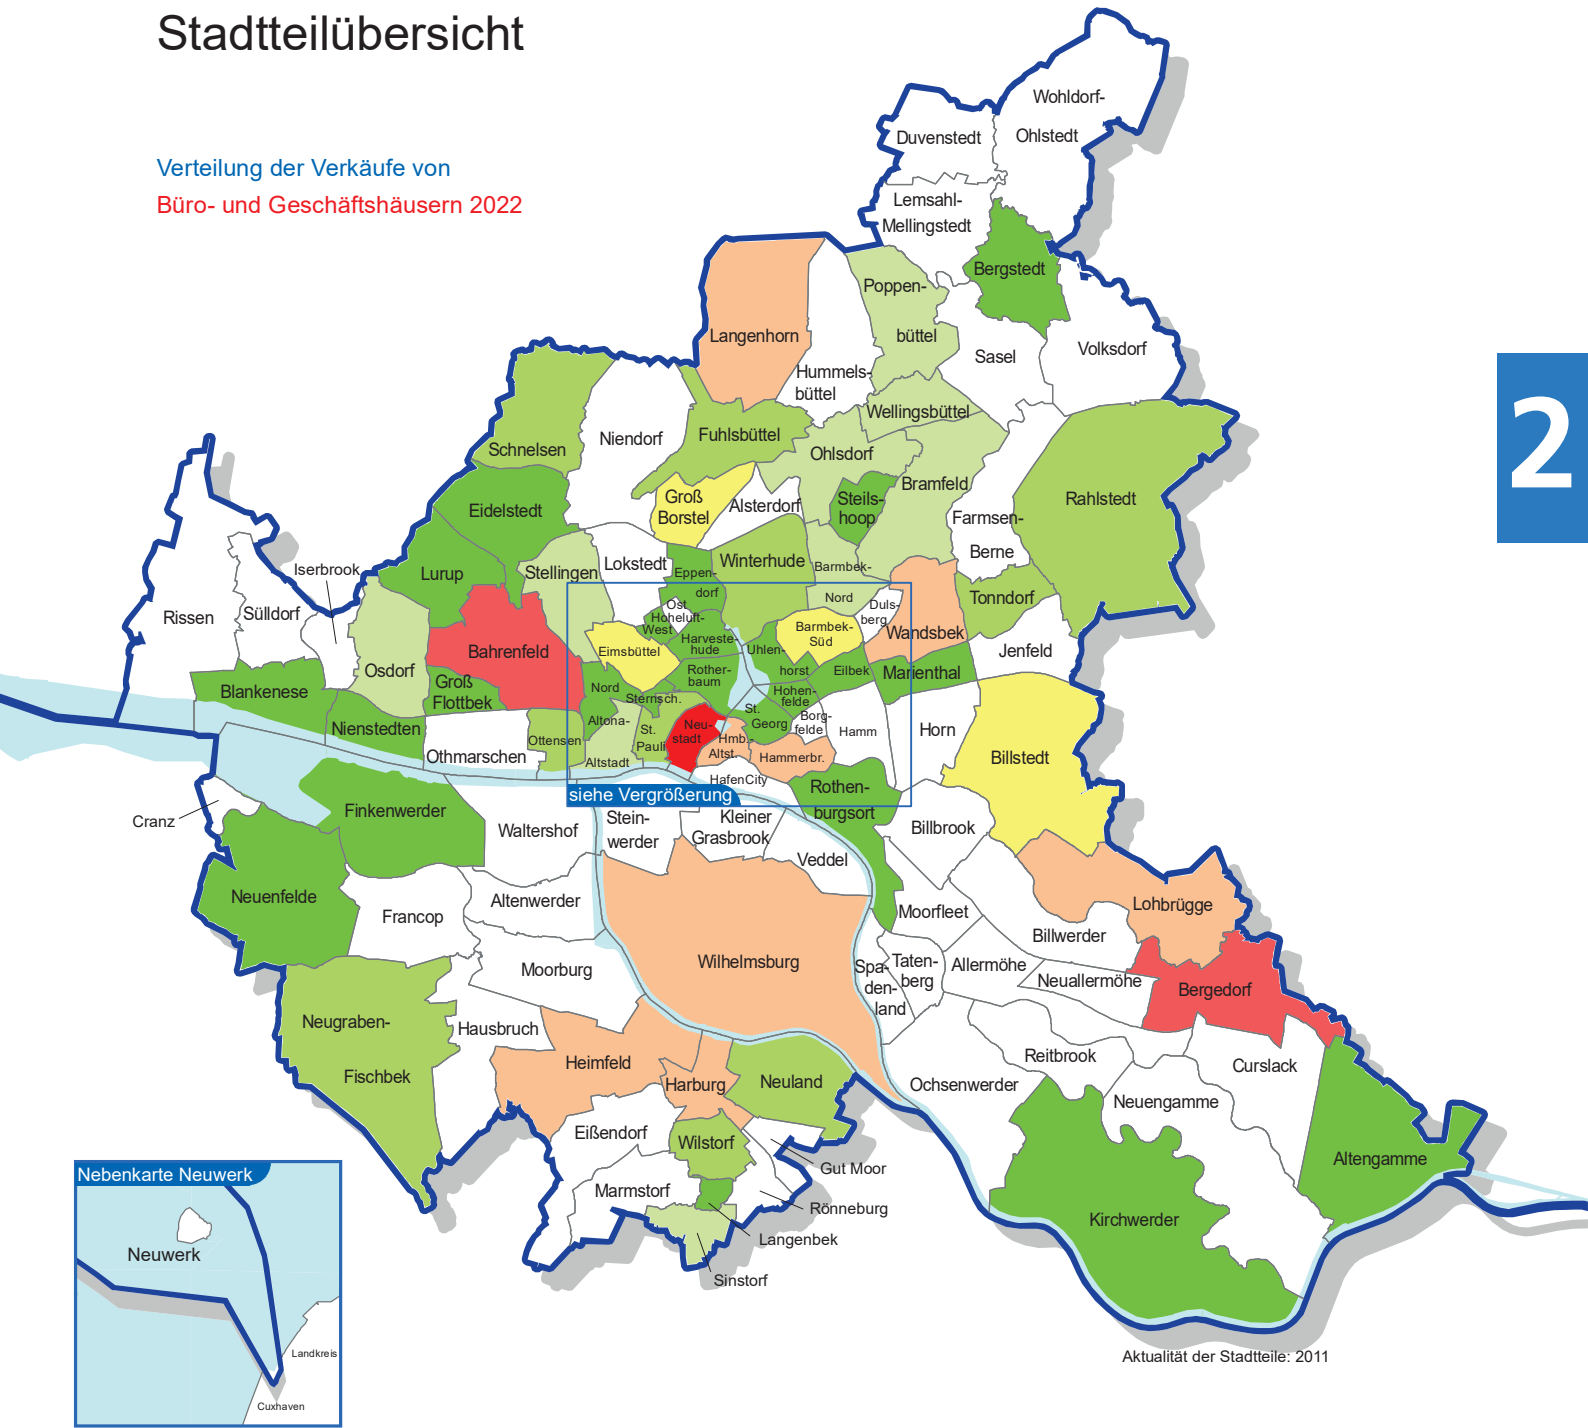 Stadtteilübersicht
Verteilung der Verkäufe von
Büro- und Geschäftshäusern 2022
2
Wohldorf-
Ohlstedt
Duvenstedt
Lemsahl-
Mellingstedt
Bergstedt
Poppen-
büttel
Langenhorn
Hummels-
büttel
Sasel
Volksdorf
Wellingsbüttel
Schnelsen
Niendorf
Fuhlsbüttel
Ohlsdorf
Bramfeld
Steils-
hoop
Rahlstedt
Groß
Borstel
Alsterdorf
Eidelstedt
Farmsen-
Berne
Lokstedt
Winterhude
Barmbek-
Nord
Iserbrook
Lurup
Stellingen
Eppen-
dorf
Tonndorf
Rissen
Sülldorf
Ost
Hoheluft-
West
Duls-
berg
Wandsbek
Bahrenfeld
Eimsbüttel
Harveste-
hude
Barmbek-
Süd
Uhlen-
horst
Jenfeld
Osdorf
Rother-
baum
Eilbek
Marienthal
Blankenese
Groß
Flottbek
Nord
Sternsch.
Hohen-
felde
Nienstedten
Altona-
Altstadt
St.
Pauli
Neu-
stadt
St.
Georg
Borg-
felde
Hamm
Horn
Othmarschen
Ottensen
Hmb.-
Altst.
Hammerbr.
Billstedt
HafenCity
siehe Vergrößerung
Rothen-
burgsort
Cranz
Finkenwerder
Waltershof
Stein-
werder
Kleiner
Grasbrook
Billbrook
Veddel
Neuenfelde
Francop
Altenwerder
Moorfleet
Lohbrügge
Billwerder
Moorburg
Wilhelmsburg
Spa-
den-
land
Taten-
berg
Allermöhe
Neuallermöhe
Bergedorf
Neugraben-
Fischbek
Hausbruch
Heimfeld
Harburg
Neuland
Reitbrook
Curslack
Ochsenwerder
Neuengamme
Eißendorf
Wilstorf
Gut Moor
Altengamme
Marmstorf
Rönneburg
Kirchwerder
Langenbek
Sinstorf
Nebenkarte Neuwerk
Neuwerk
Landkreis
Cuxhaven
Aktualität der Stadtteile: 2011